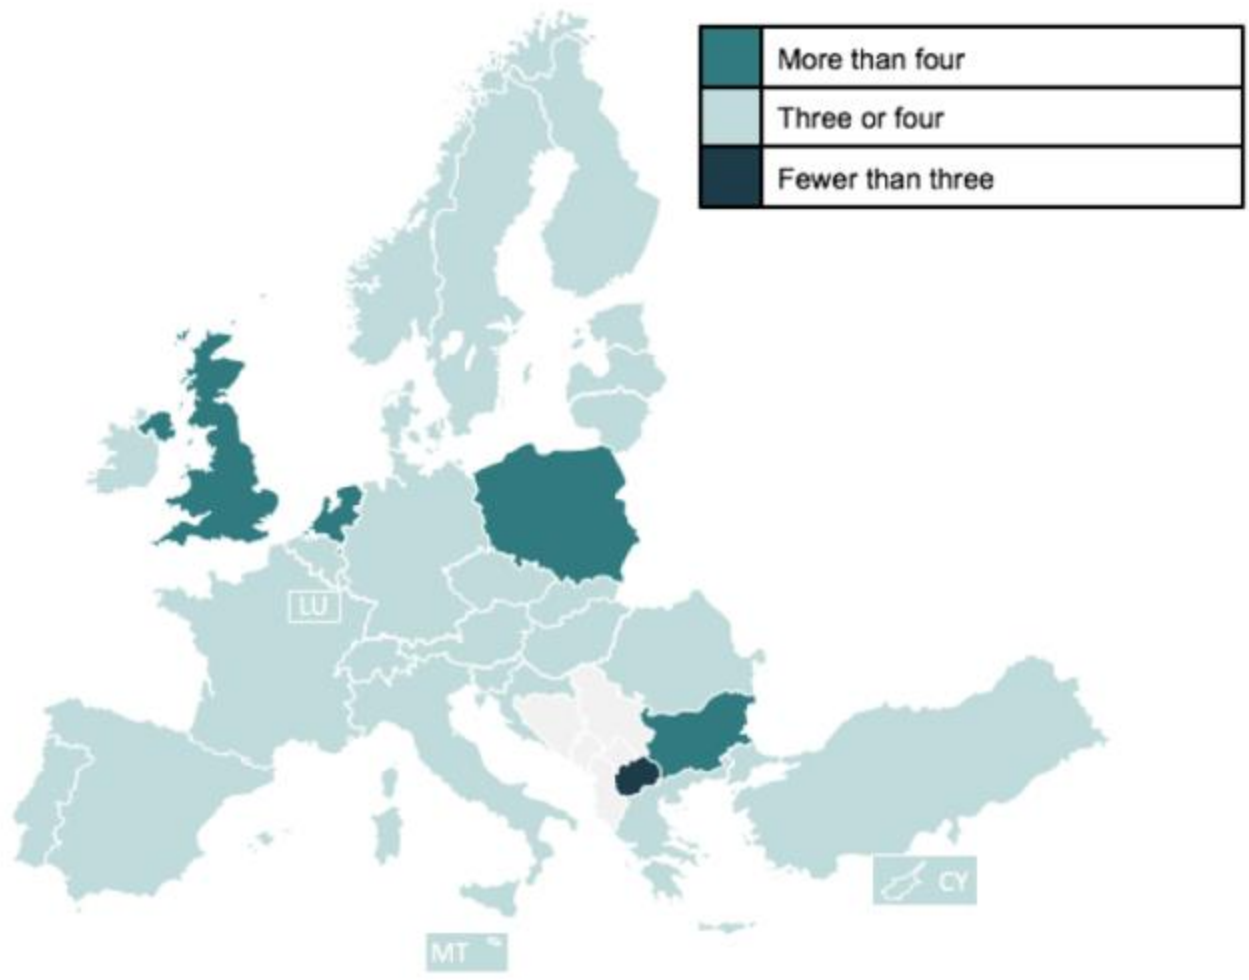 More than four
Three or four
Fewer than three
LU
CY
MT